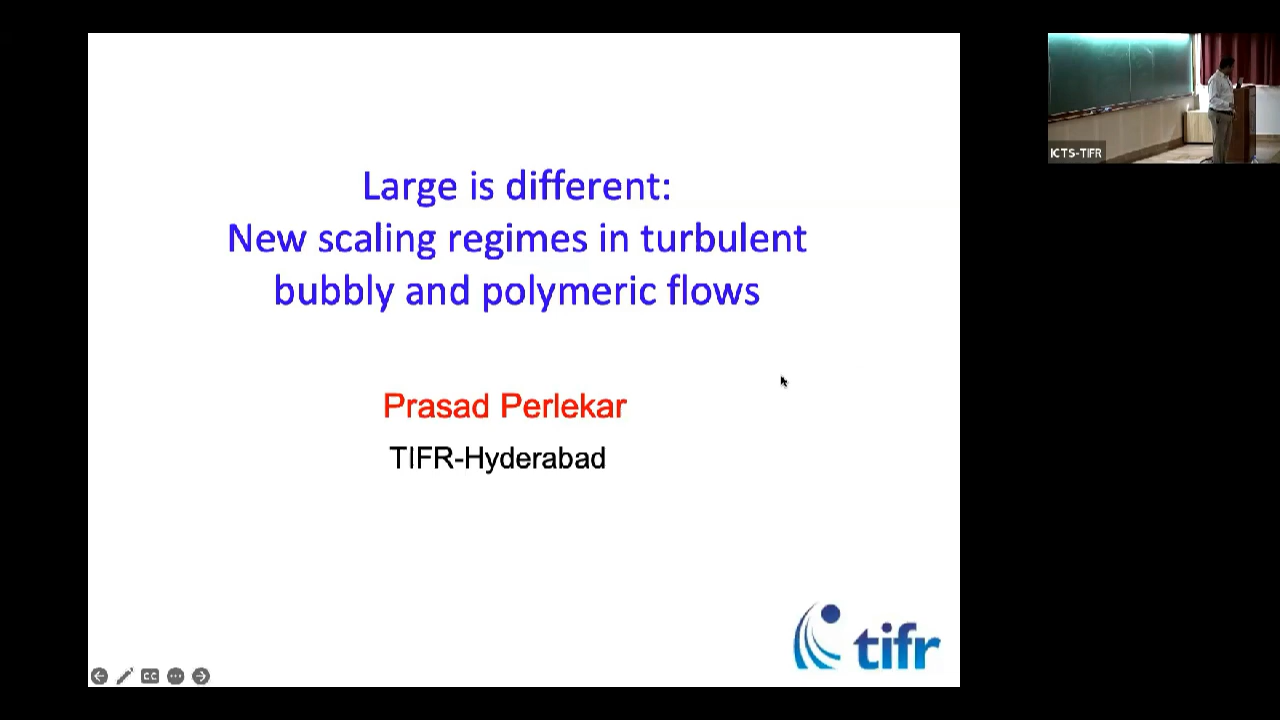 Large is different:
New scaling regimes in turbulent
bubbly and polymeric flows
Prasad Perlekar
TIFR-Hyderabad
tifr
CC
ICTS-TIFR